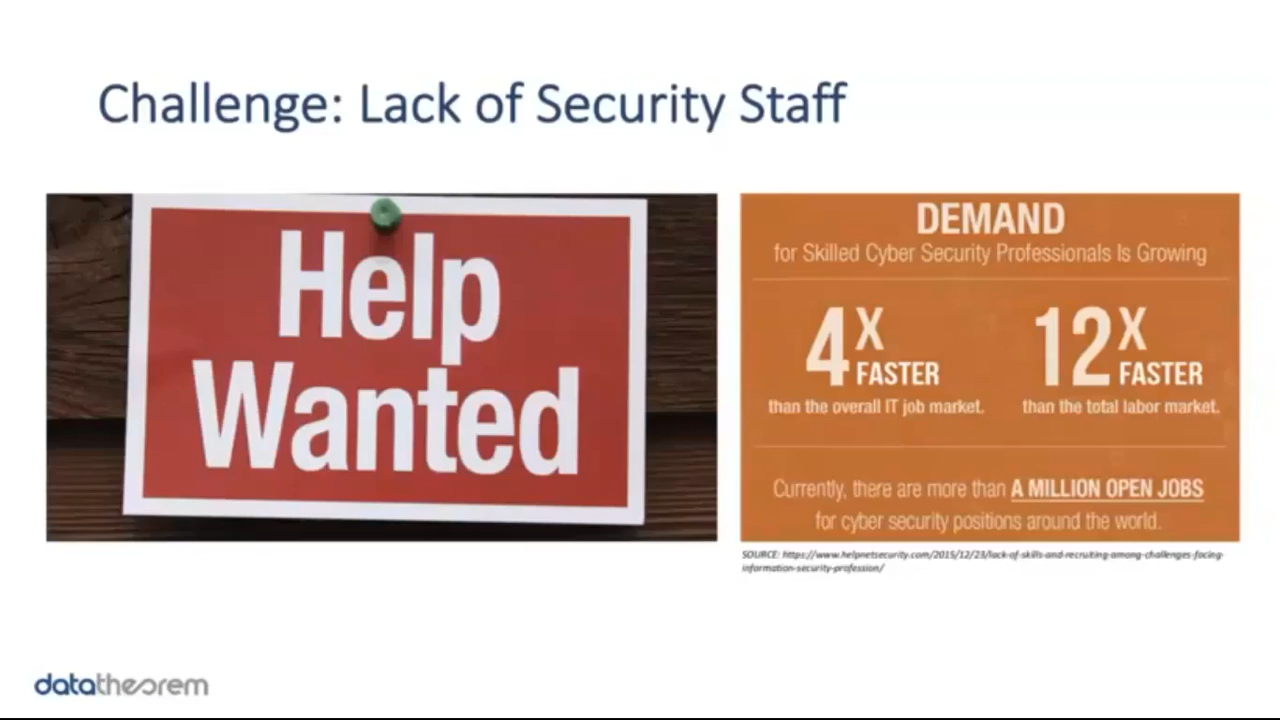 Challenge: Lack of Security Staff
Help
Wanted
DEMAND
for Skilled Cyber Security Professionals Is Growing
4X
FASTER
than the overall IT job market.
12X
FASTER
than the total labor market.
Currently, there are more than A MILLION OPEN JOBS
for cyber security positions around the world.
SOURCE: https://www.helpnetsecurity.com/2015/12/23/lack-of-skills-and-recruiting-among-challenges-facing-
information-security-profession/
datatheorem